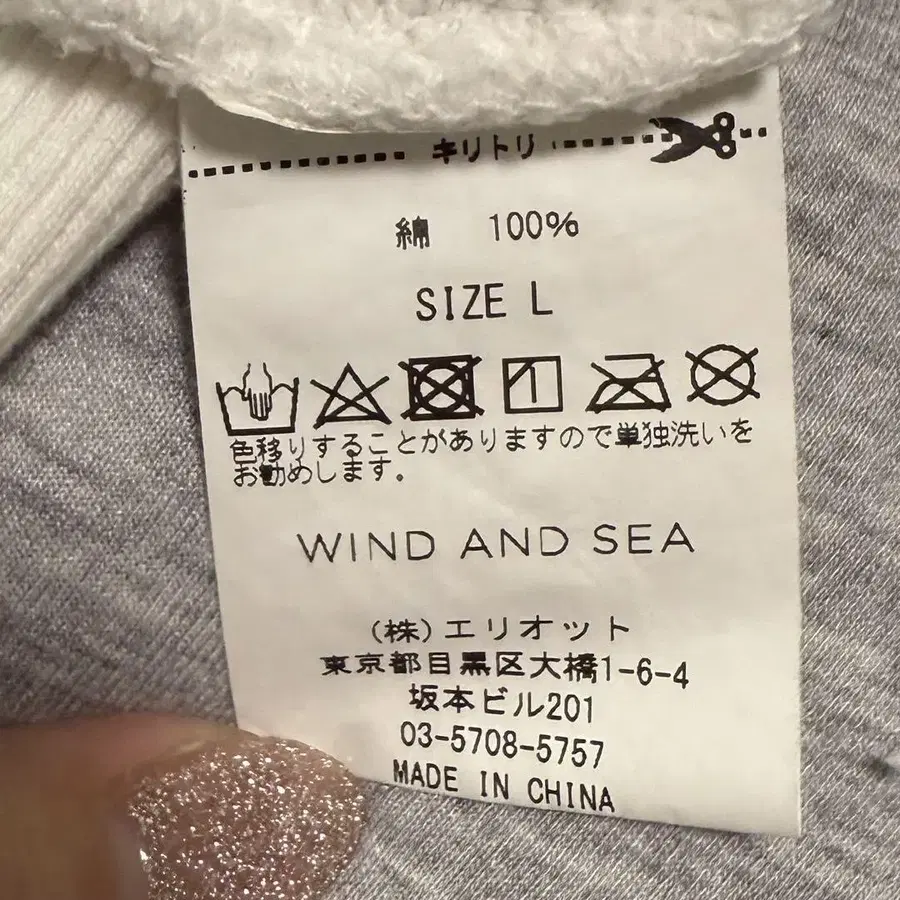 キリトリ
綿 100%
SIZE L
色移りすることがありますので単独洗いを
お勧めします。
WIND AND SEA
(株)エリオット
東京都目黒区大橋1-6-4
坂本ビル201
03-5708-5757
MADE IN CHINA